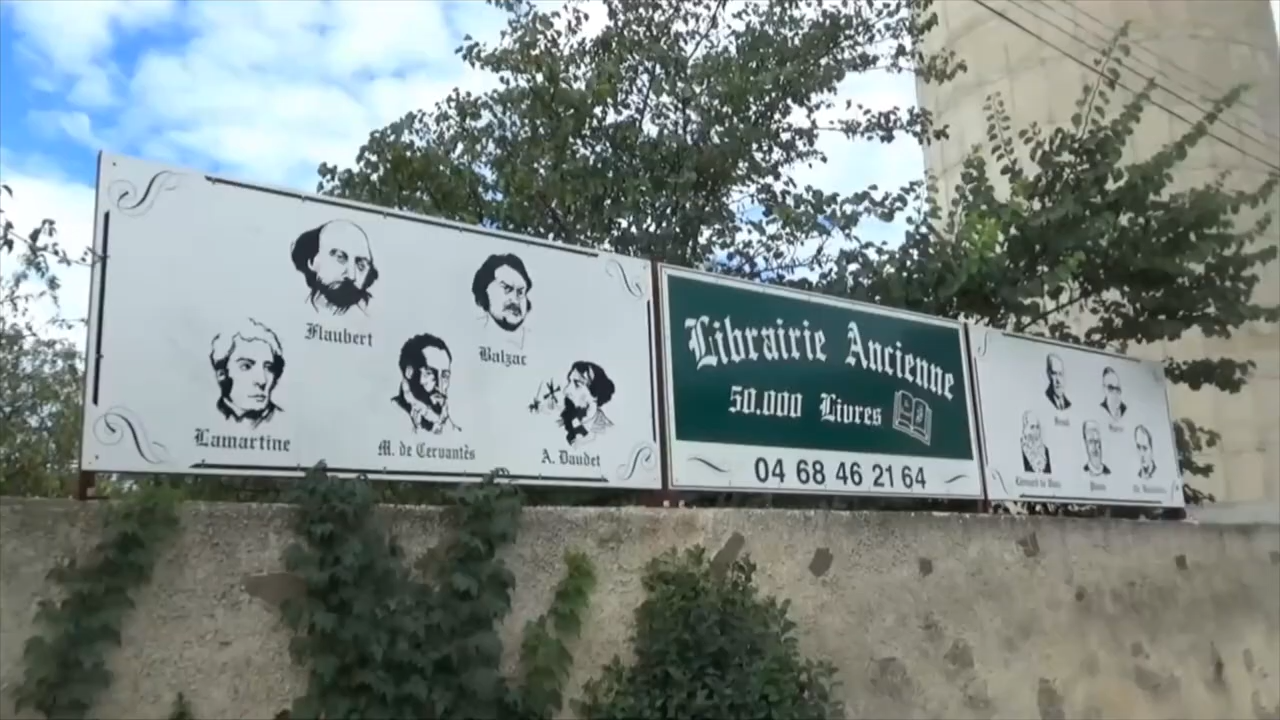 Flaubert
Balzac
Lamartine
M. de Cervantès
A. Daudet
Librairie Ancienne
50.000 Livres
04 68 46 21 64